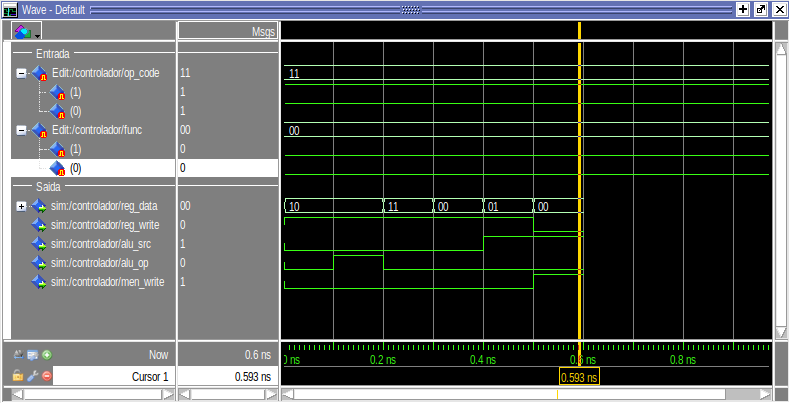 Wave - Default
Msgs
Entrada
Edit:/controlador/op_code 11 11
(1) 1
(0) 1
Edit:/controlador/func 00 00
(1) 0
(0) 0
Saida
sim:/controlador/reg_data 00 10 11 00 01 00
sim:/controlador/reg_write 0
sim:/controlador/alu_src 1
sim:/controlador/alu_op 0
sim:/controlador/men_write 1
Now 0.6 ns ns 0.2 ns 0.4 ns 0.6 ns 0.8 ns
Cursor 1 0.593 ns 0.593 ns